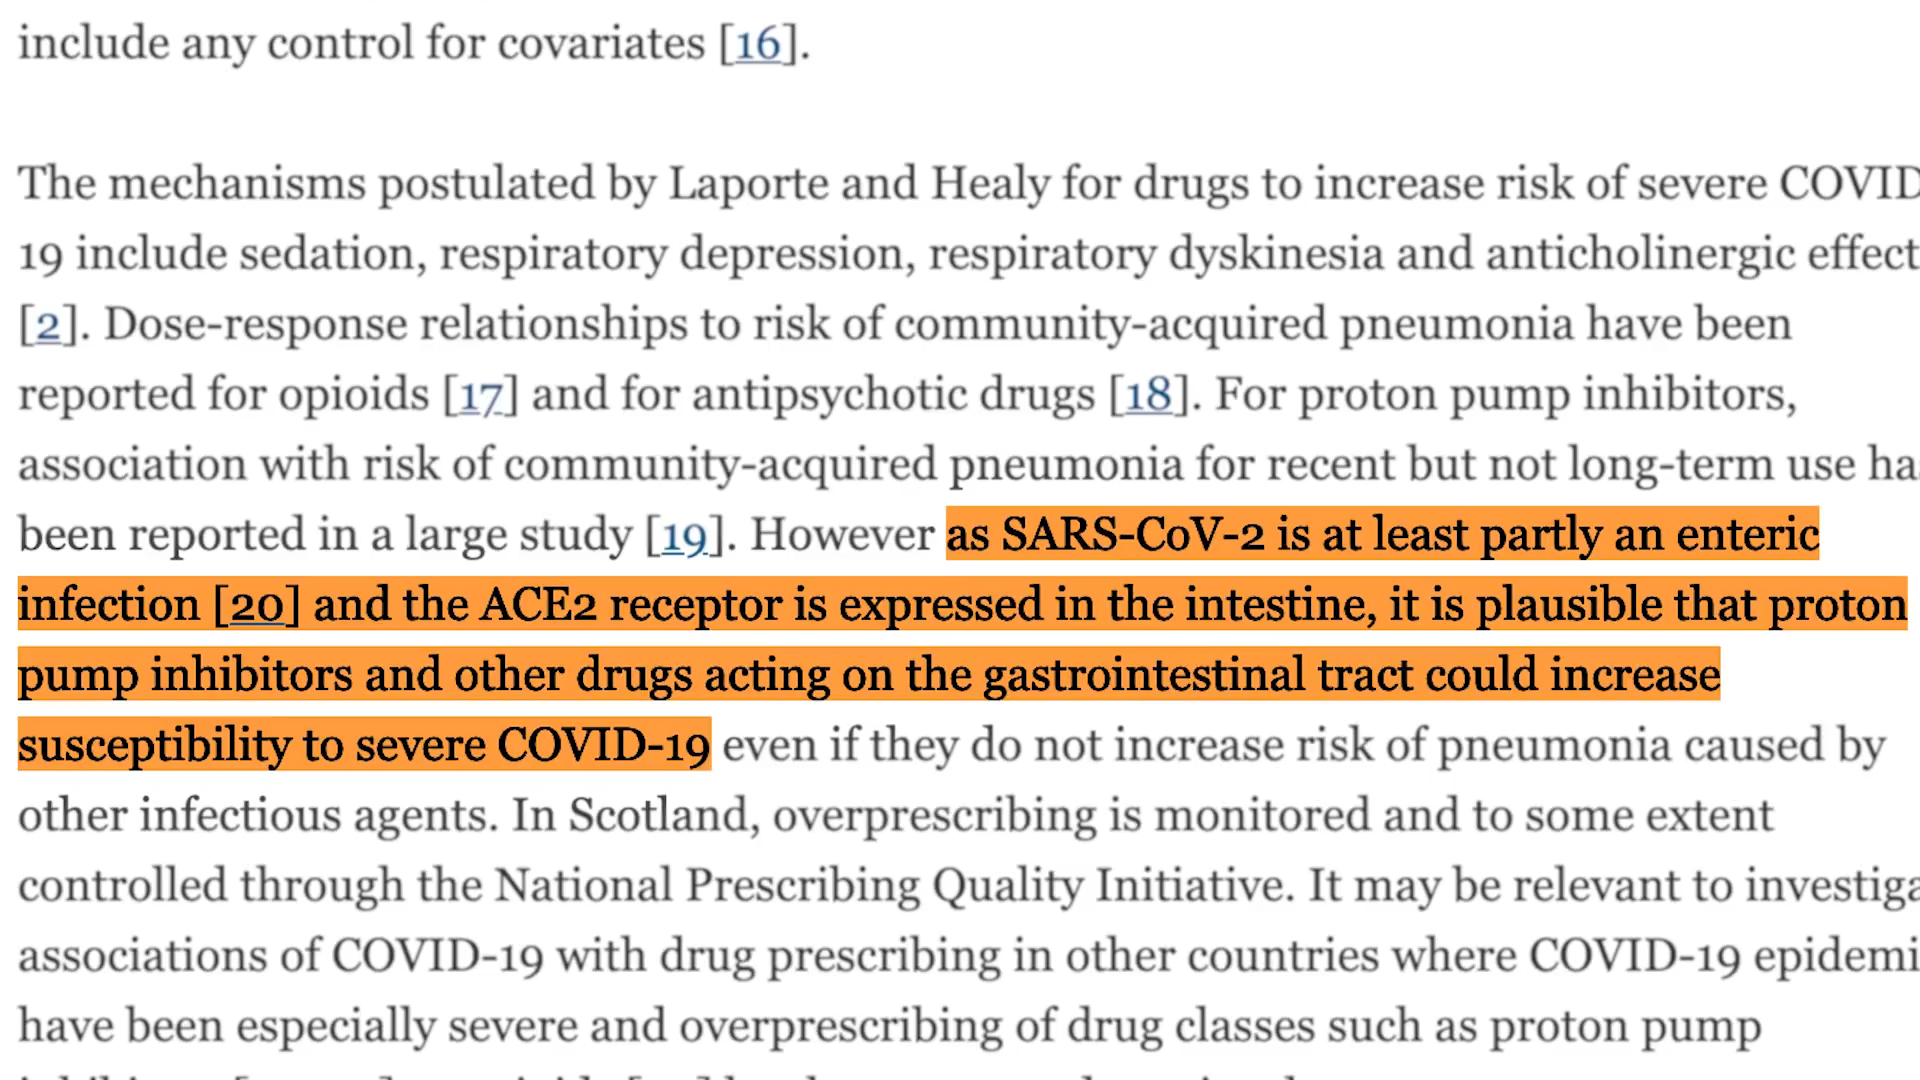 include any control for covariates [16].
The mechanisms postulated by Laporte and Healy for drugs to increase risk of severe COVID
19 include sedation, respiratory depression, respiratory dyskinesia and anticholinergic effect
[2]. Dose-response relationships to risk of community-acquired pneumonia have been
reported for opioids [17] and for antipsychotic drugs [18]. For proton pump inhibitors,
association with risk of community-acquired pneumonia for recent but not long-term use ha
been reported in a large study [19]. However as SARS-CoV-2 is at least partly an enteric
infection [20] and the ACE2 receptor is expressed in the intestine, it is plausible that proton
pump inhibitors and other drugs acting on the gastrointestinal tract could increase
susceptibility to severe COVID-19 even if they do not increase risk of pneumonia caused by
other infectious agents. In Scotland, overprescribing is monitored and to some extent
controlled through the National Prescribing Quality Initiative. It may be relevant to investiga
associations of COVID-19 with drug prescribing in other countries where COVID-19 epidemi
have been especially severe and overprescribing of drug classes such as proton pump